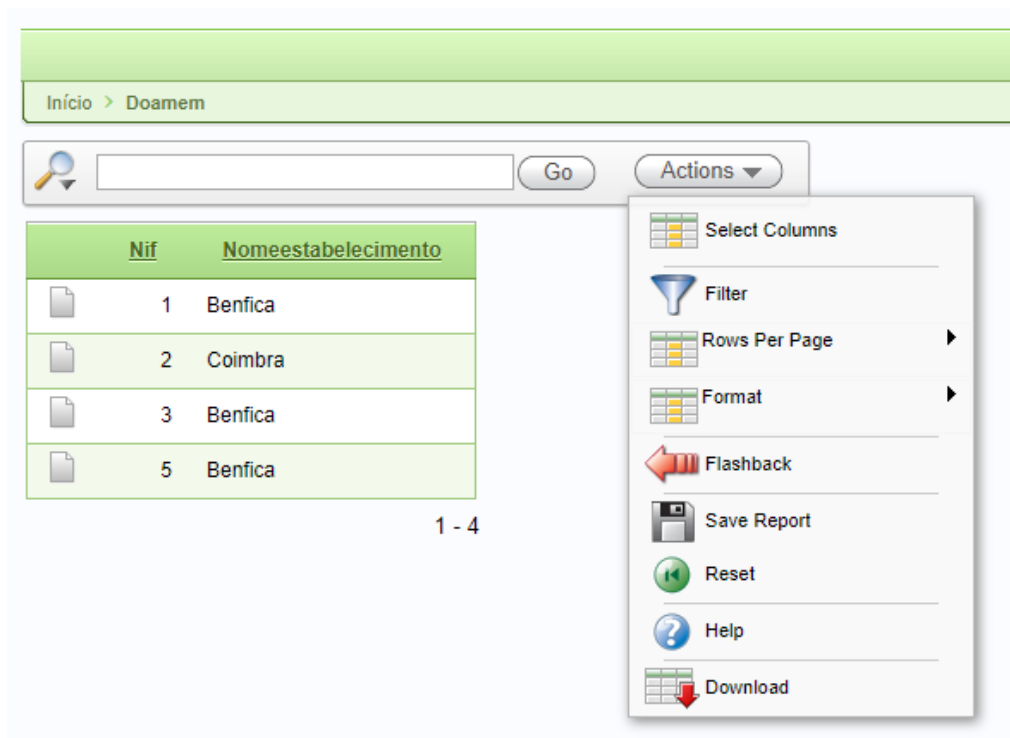 Início > Doamem
Go
Actions
Nif Nomeestabelecimento
1 Benfica
2 Coimbra
3 Benfica
5 Benfica
1 - 4
Select Columns
Filter
Rows Per Page
Format
Flashback
Save Report
Reset
Help
Download